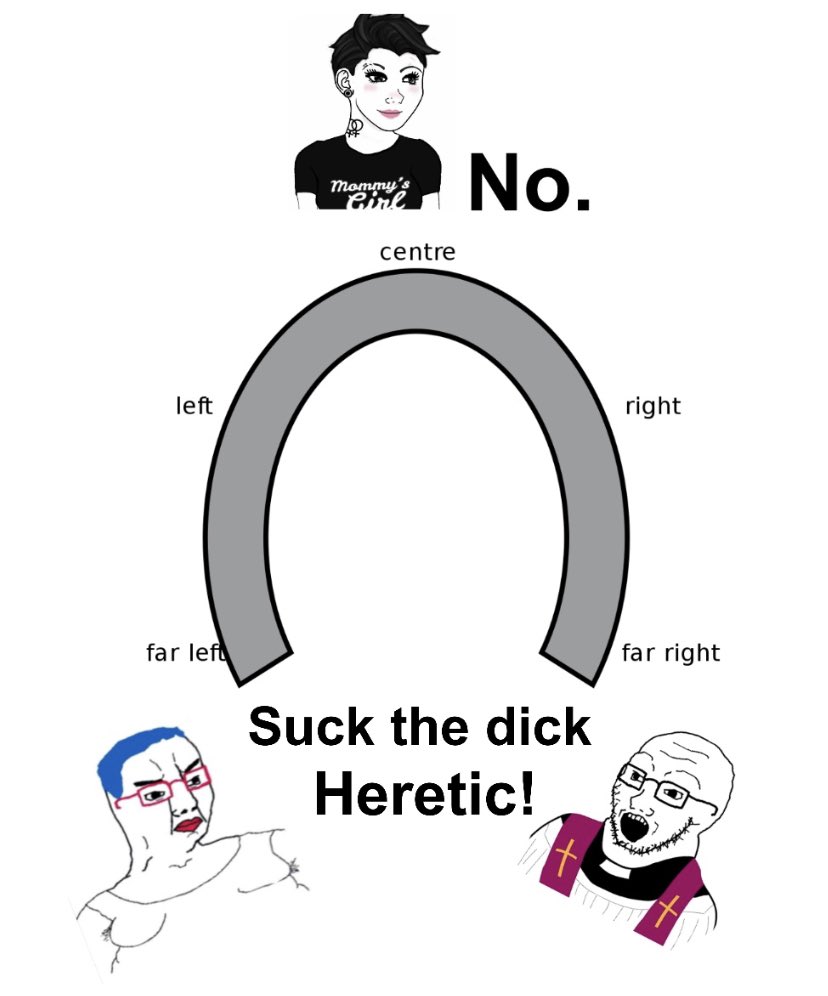 Mommy's
Girl
No.
centre
left
right
far left
far right
Suck the dick
Heretic!